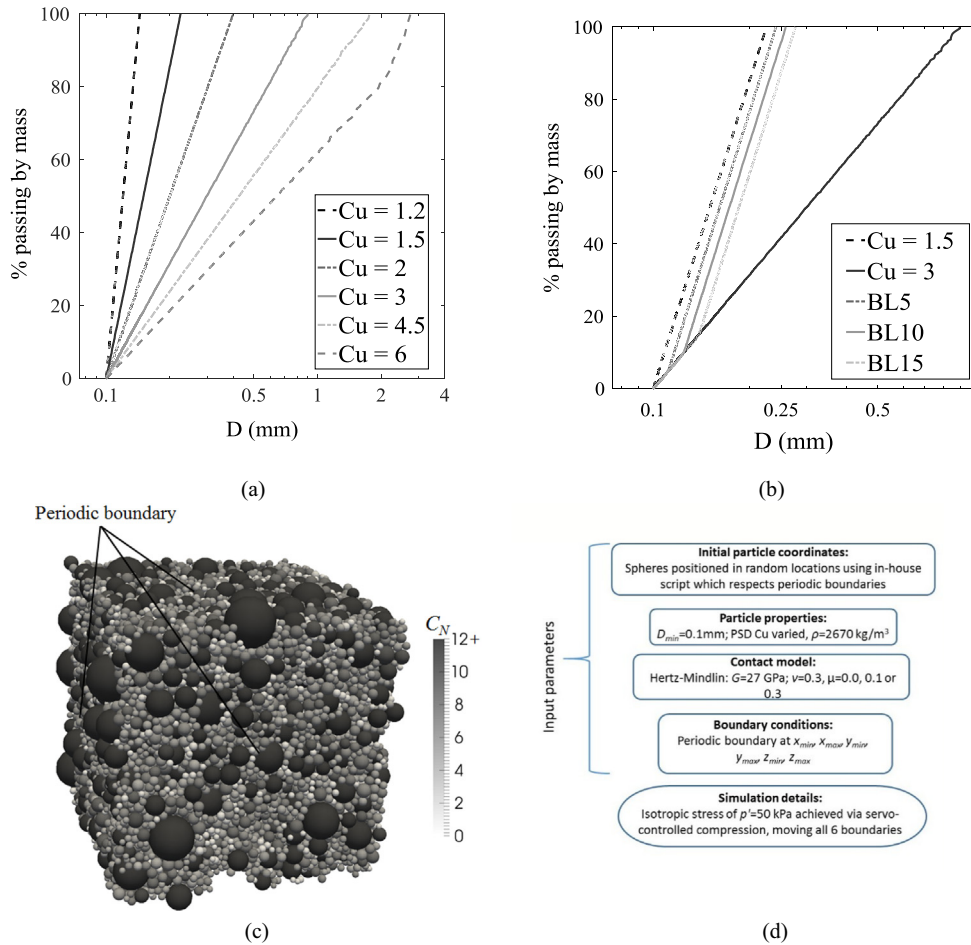 100
80
60
40
20
0
% passing by mass
0.1
0.5
1
2
4
D (mm)
Cu = 1.2
Cu = 1.5
Cu = 2
Cu = 3
Cu = 4.5
Cu = 6
(a)
100
80
60
40
20
0
% passing by mass
0.1
0.25
0.5
D (mm)
Cu = 1.5
Cu = 3
BL5
BL10
BL15
(b)
Periodic boundary
C_N
12+
8
6
4
2
0
(c)
Input parameters
Initial particle coordinates:
Spheres positioned in random locations using in-house
script which respects periodic boundaries
Particle properties:
D_min=0.1mm; PSD Cu varied, ρ=2670 kg/m³
Contact model:
Hertz-Mindlin: G=27 GPa; ν=0.3, μ=0.0, 0.1 or
0.3
Boundary conditions:
Periodic boundary at x_min, x_max, y_min,
y_max, z_min, z_max
Simulation details:
Isotropic stress of p'=50 kPa achieved via servo-
controlled compression, moving all 6 boundaries
(d)